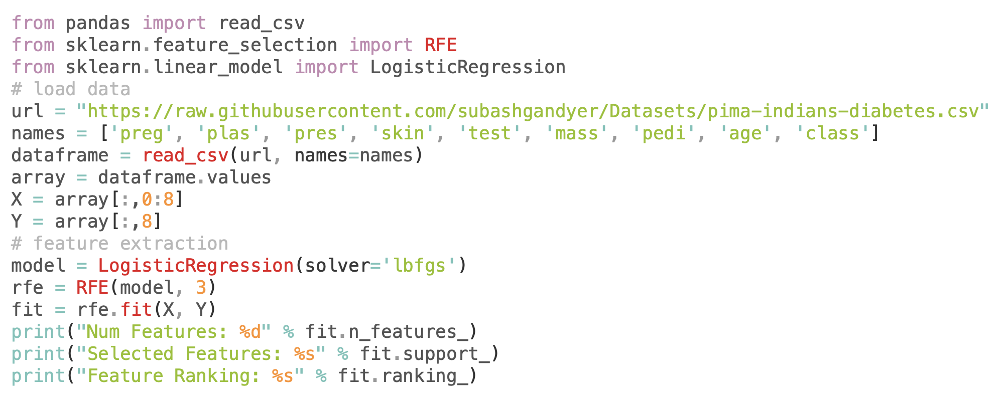 from pandas import read_csv
from sklearn.feature_selection import RFE
from sklearn.linear_model import LogisticRegression
# load data
url = "https://raw.githubusercontent.com/subashgandyer/Datasets/pima-indians-diabetes.csv"
names = ['preg', 'plas', 'pres', 'skin', 'test', 'mass', 'pedi', 'age', 'class']
dataframe = read_csv(url, names=names)
array = dataframe.values
X = array[:,0:8]
Y = array[:,8]
# feature extraction
model = LogisticRegression(solver='lbfgs')
rfe = RFE(model, 3)
fit = rfe.fit(X, Y)
print("Num Features: %d" % fit.n_features_)
print("Selected Features: %s" % fit.support_)
print("Feature Ranking: %s" % fit.ranking_)